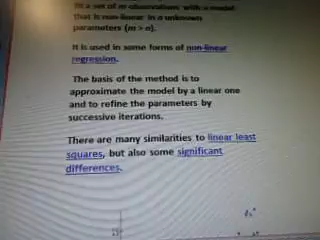 fit a set of m observations with a model
that is non-linear in n unknown
parameters (m > n).
It is used in some forms of non-linear
regression.
The basis of the method is to
approximate the model by a linear one
and to refine the parameters by
successive iterations.
There are many similarities to linear least
squares, but also some significant
differences.